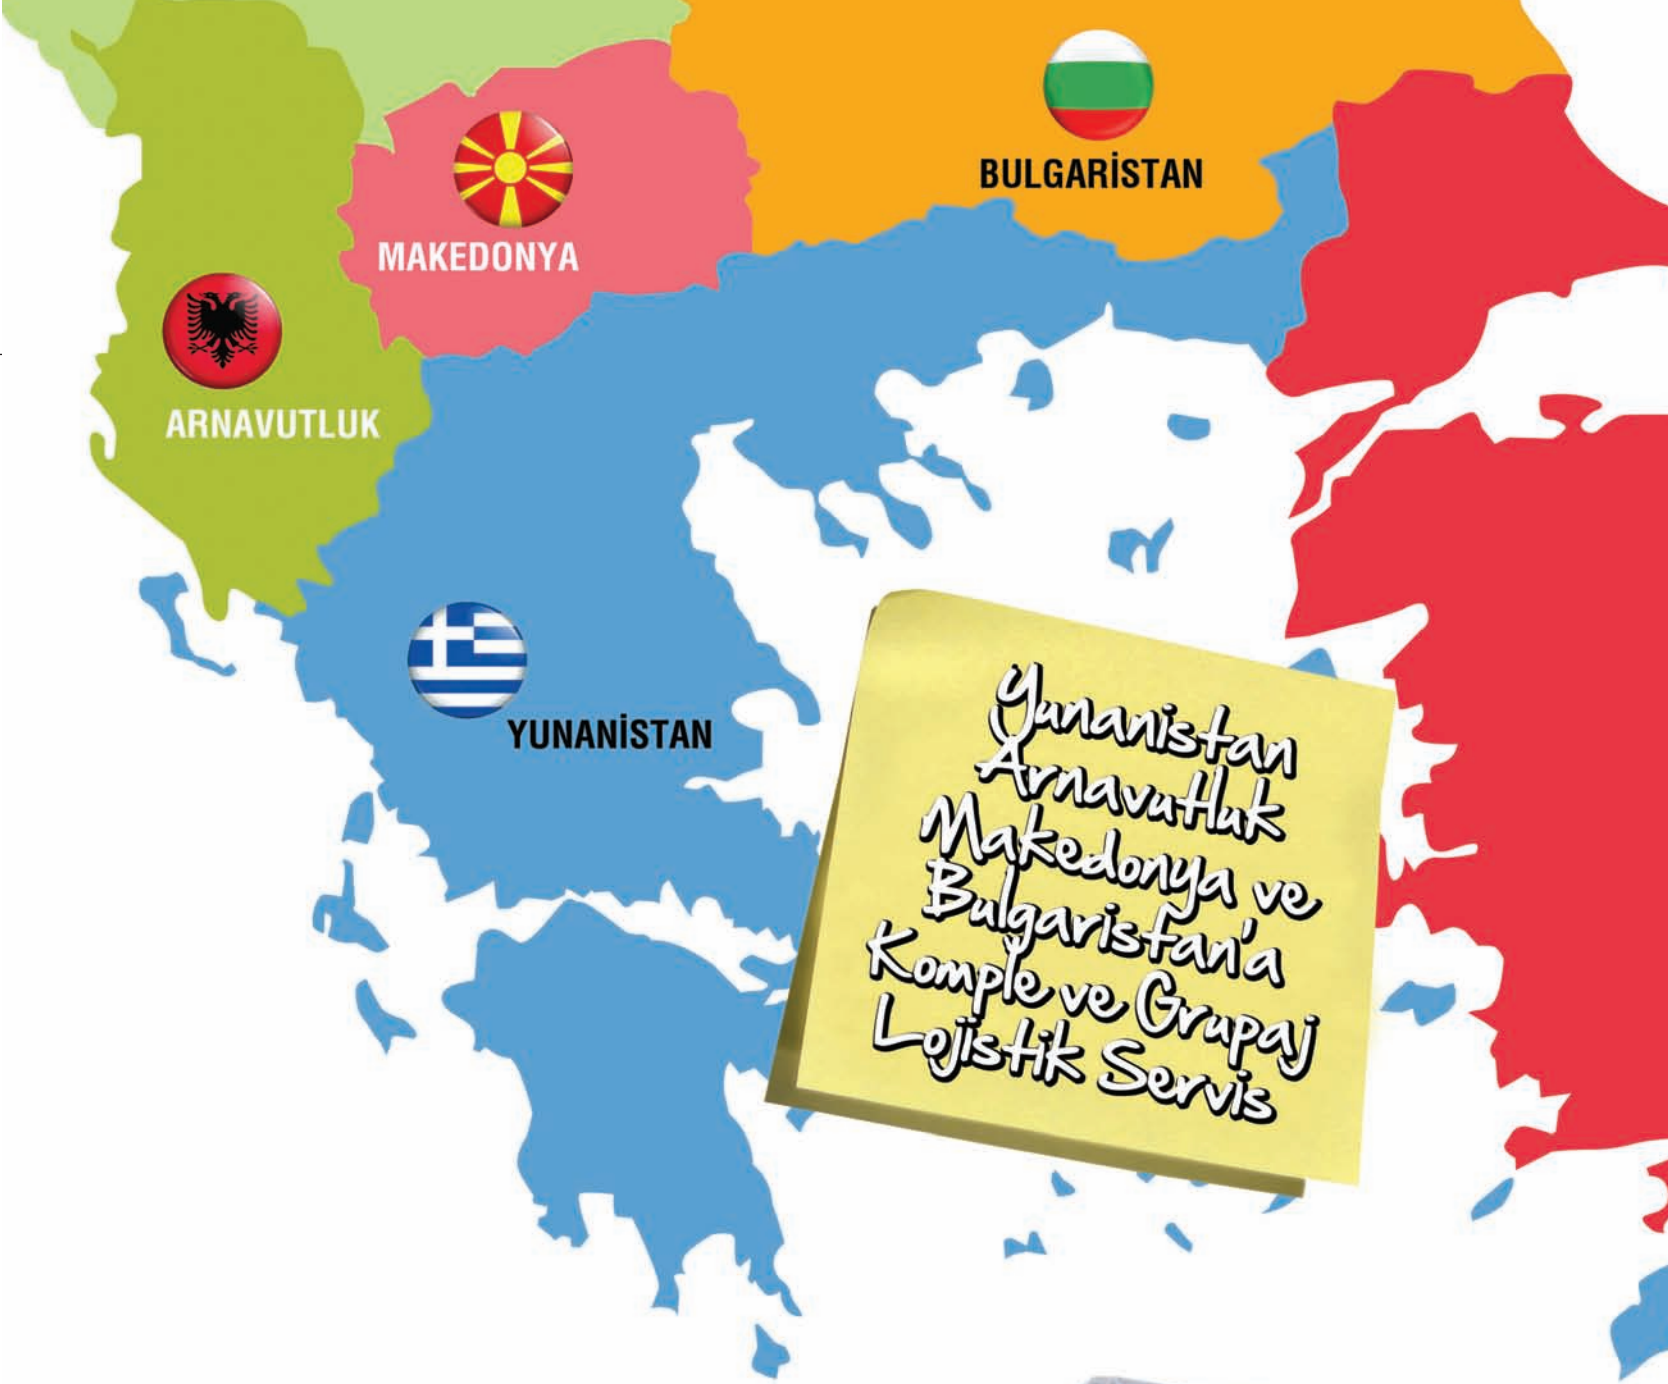 BULGARİSTAN
MAKEDONYA
ARNAVUTLUK
YUNANİSTAN
Yunanistan
Arnavutluk
Makedonya ve
Bulgaristan'a
Komple ve Grupaj
Lojistik Servis